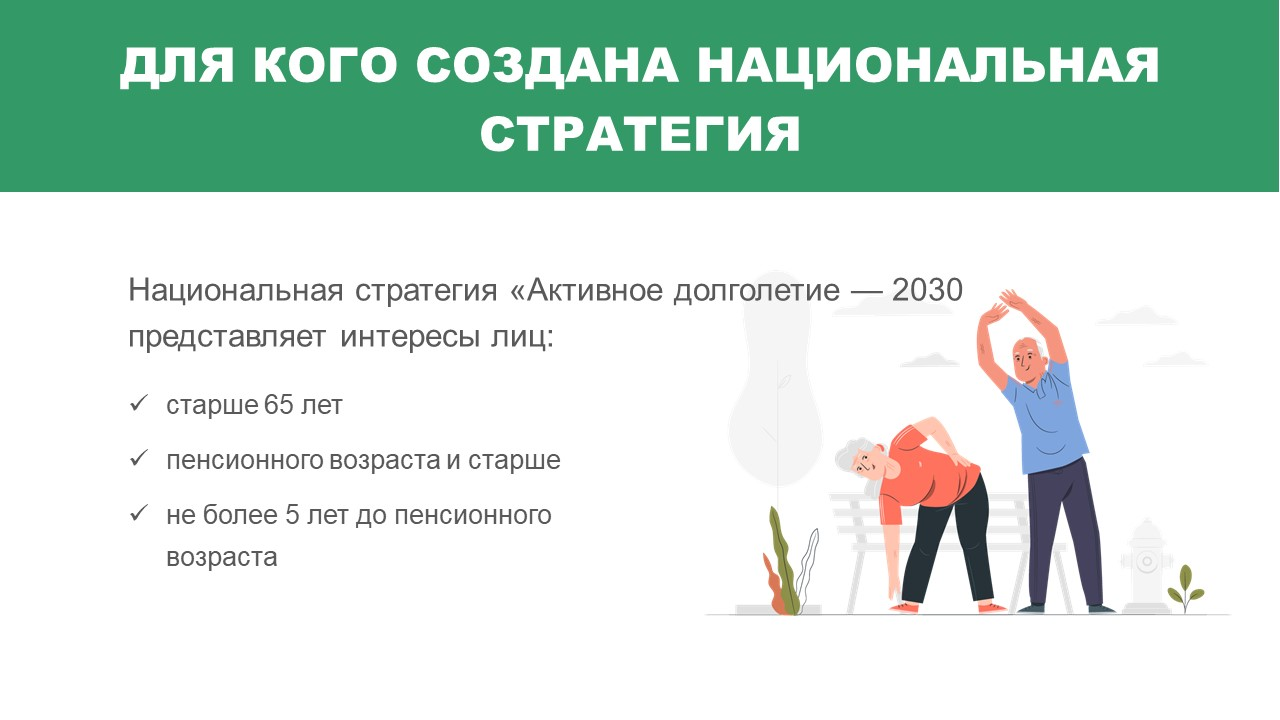 ДЛЯ КОГО СОЗДАНА НАЦИОНАЛЬНАЯ
СТРАТЕГИЯ
Национальная стратегия «Активное долголетие — 2030
представляет интересы лиц:
✓ старше 65 лет
✓ пенсионного возраста и старше
✓ не более 5 лет до пенсионного
возраста